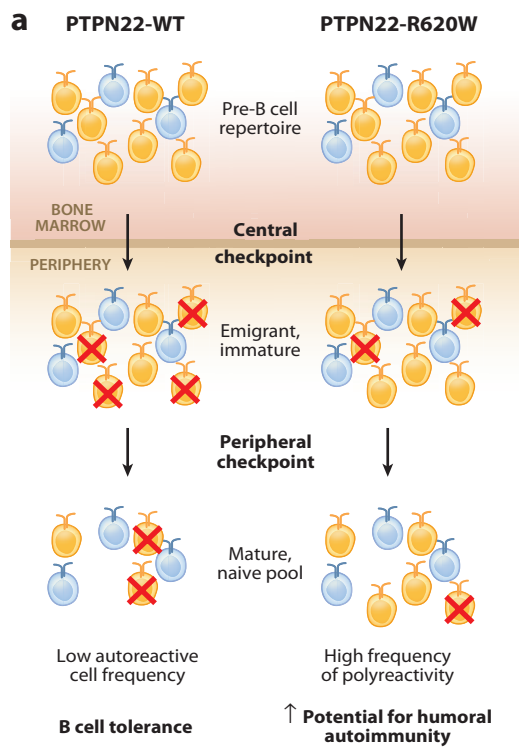 a
PTPN22-WT
PTPN22-R620W
Pre-B cell
repertoire
BONE
MARROW
Central
checkpoint
PERIPHERY
Emigrant,
immature
Peripheral
checkpoint
Mature,
naive pool
Low autoreactive
cell frequency
High frequency
of polyreactivity
B cell tolerance
↑ Potential for humoral
autoimmunity